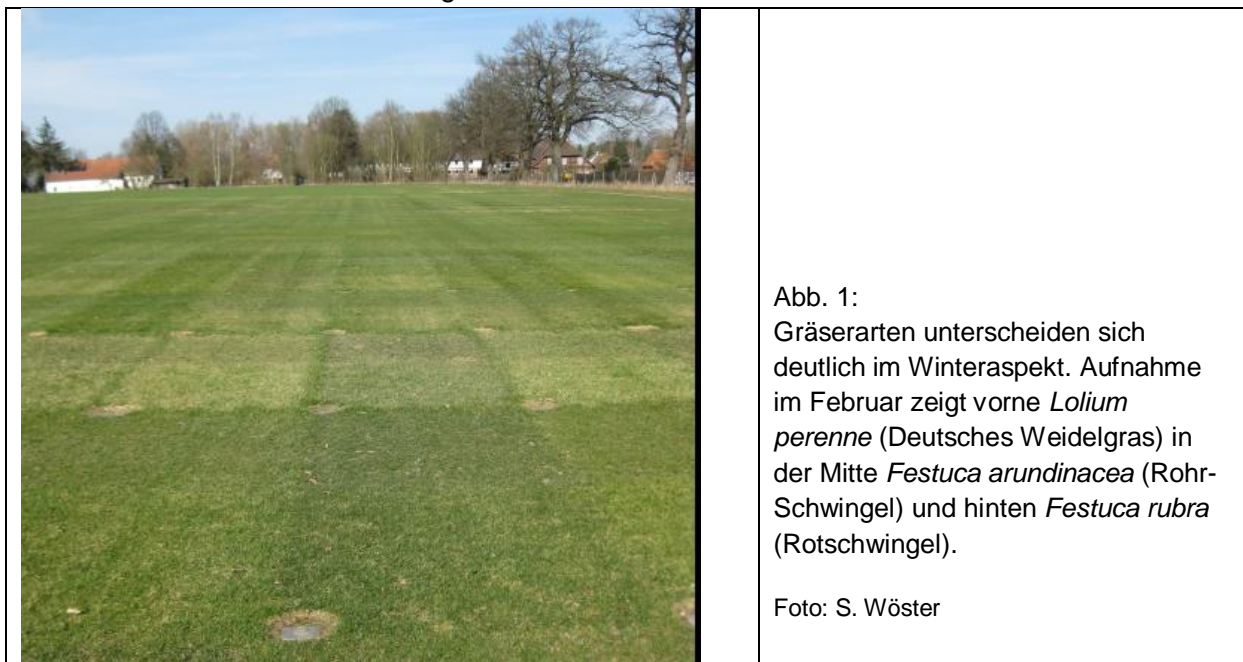 Abb. 1:
Gräserarten unterscheiden sich
deutlich im Winteraspekt. Aufnahme
im Februar zeigt vorne Lolium
perenne (Deutsches Weidelgras) in
der Mitte Festuca arundinacea (Rohr-
Schwingel) und hinten Festuca rubra
(Rotschwingel).
Foto: S. Wöster